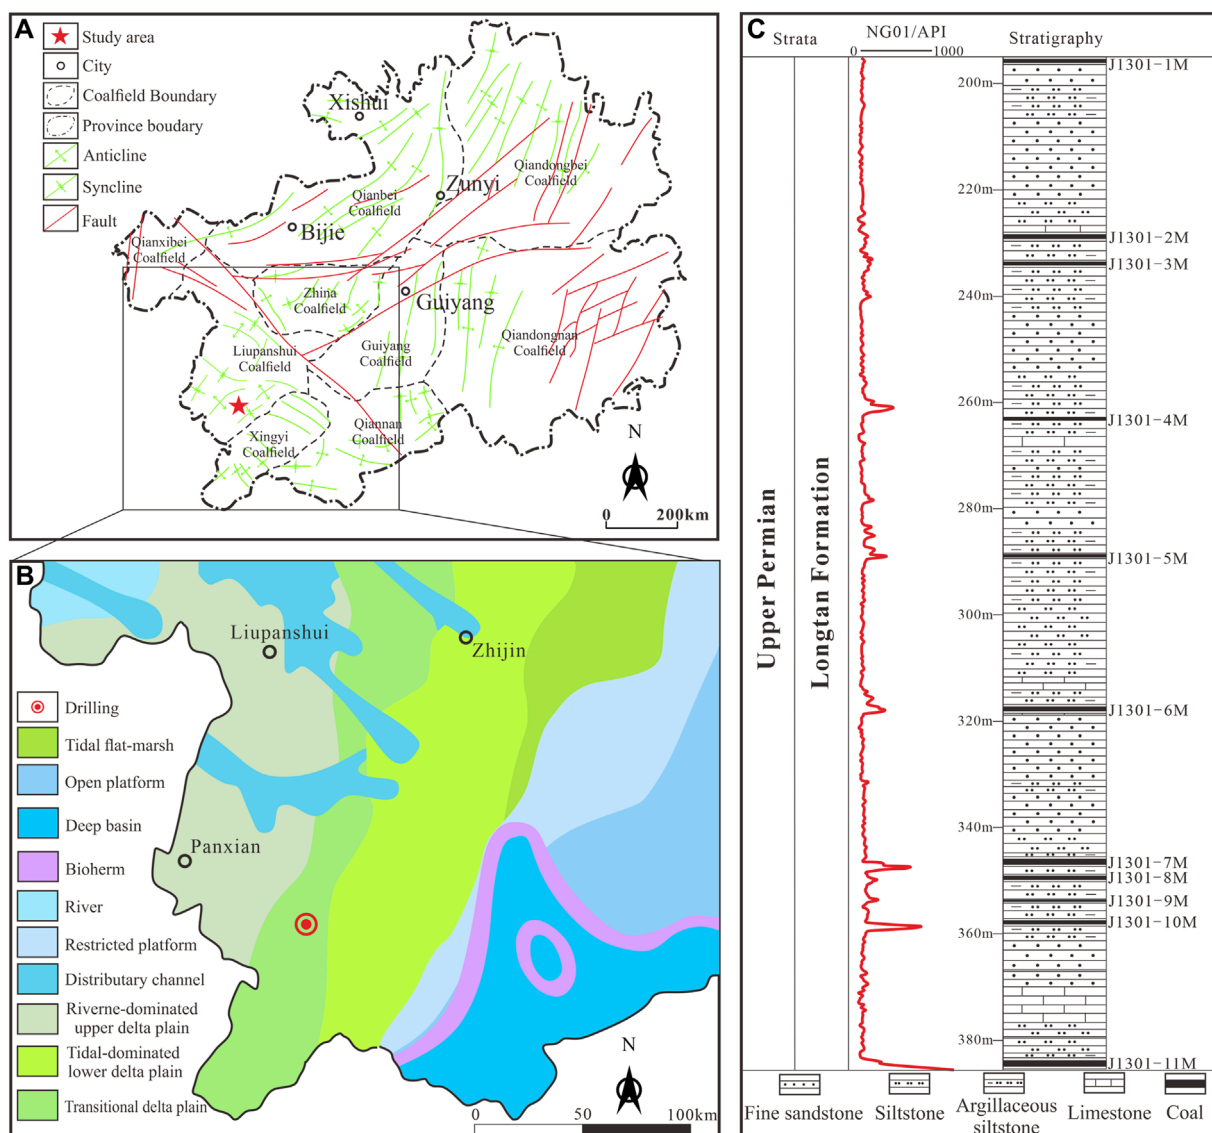 A
Study area
City
Coalfield Boundary
Province boudary
Anticline
Syncline
Fault
Xishui
Qiandongbei
Coalfield
Zunyi
Qianbei
Coalfield
Bijie
Qianxibei
Coalfield
Zhina
Coalfield
Guiyang
Liupanshui
Coalfield
Guiyang
Coalfield
Qiandongnan
Coalfield
Qiannan
Coalfield
Xingyi
Coalfield
N
0 200km
B
Liupanshui
Zhijin
Panxian
Drilling
Tidal flat-marsh
Open platform
Deep basin
Bioherm
River
Restricted platform
Distributary channel
Riverne-dominated
upper delta plain
Tidal-dominated
lower delta plain
Transitional delta plain
N
0 50 100km
C
Strata
NG01/API
0 1000
Stratigraphy
Upper Permian
Longtan Formation
200m
220m
240m
260m
280m
300m
320m
340m
360m
380m
J1301-1M
J1301-2M
J1301-3M
J1301-4M
J1301-5M
J1301-6M
J1301-7M
J1301-8M
J1301-9M
J1301-10M
J1301-11M
Fine sandstone
Siltstone
Argillaceous
siltstone
Limestone
Coal